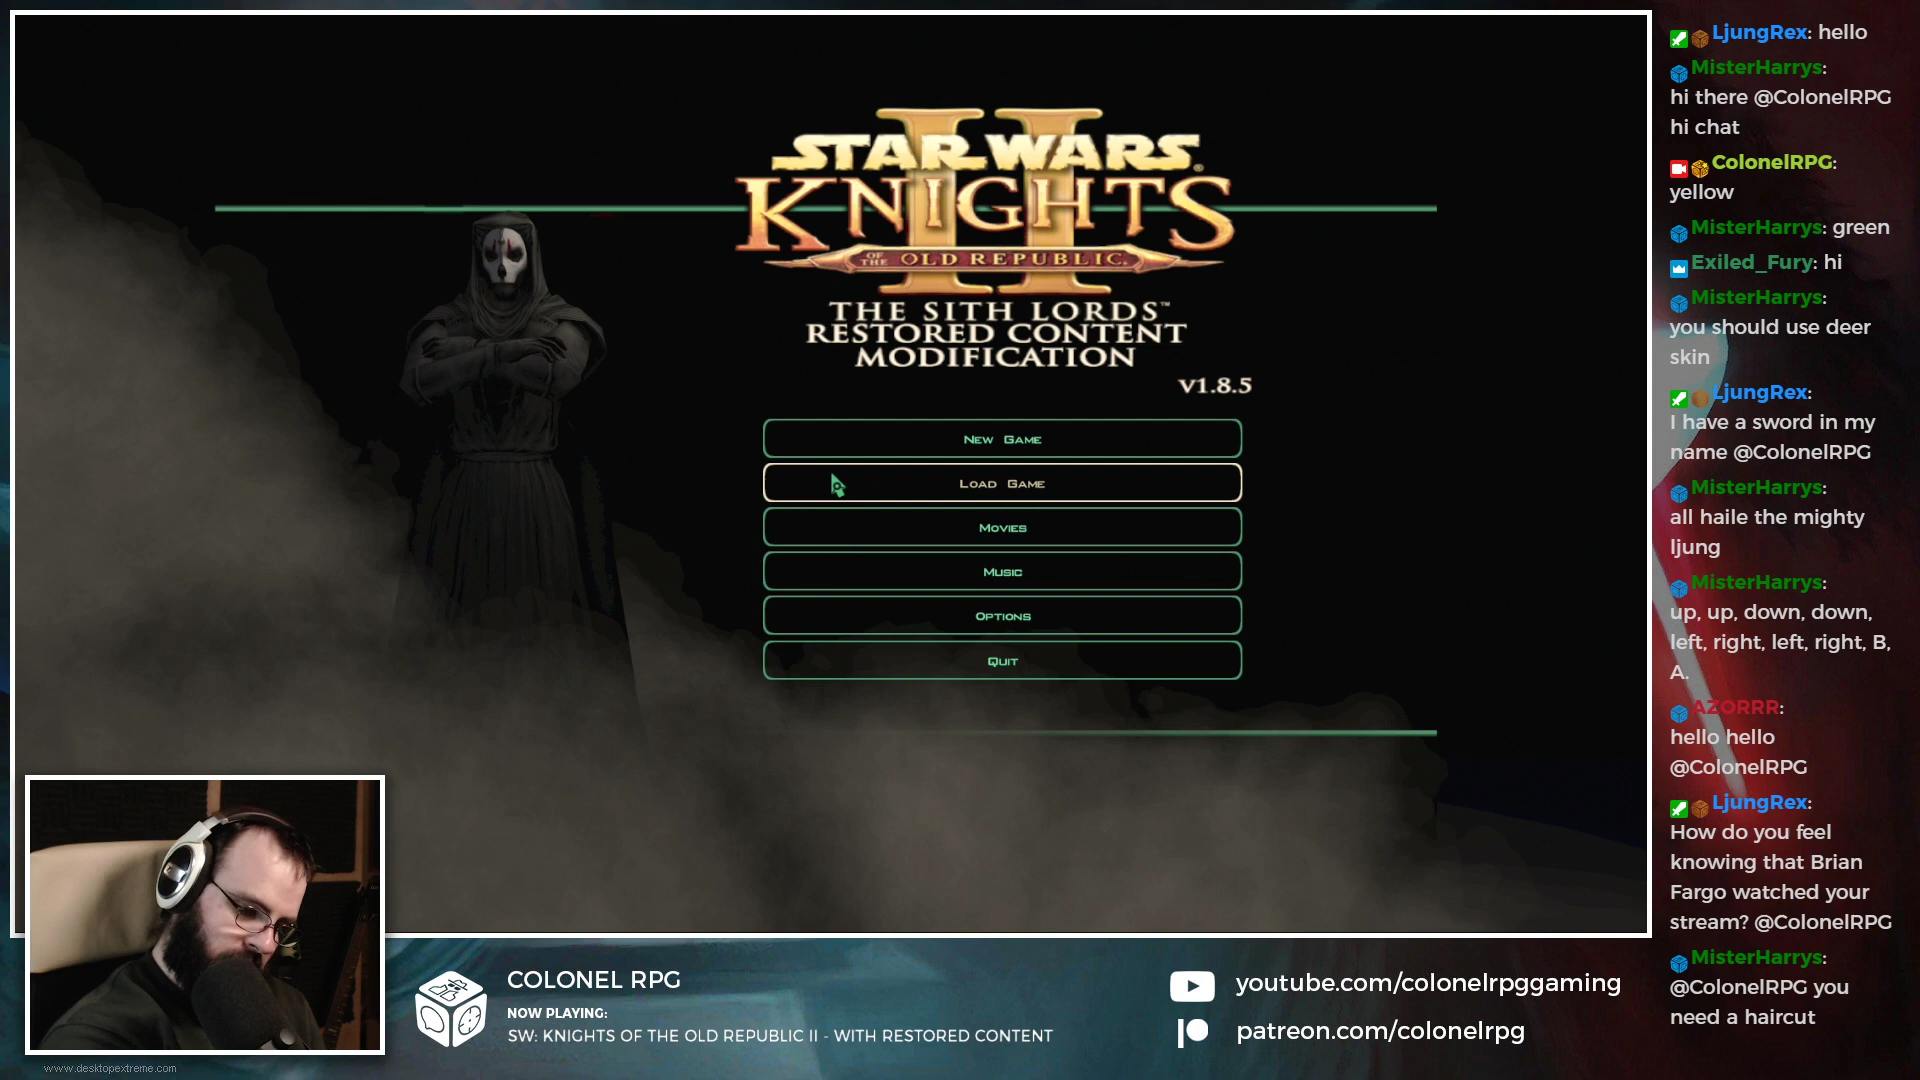 STAR WARS
KNIGHTS
II
OF THE OLD REPUBLIC
THE SITH LORDS™
RESTORED CONTENT
MODIFICATION
v1.8.5
New Game
Load Game
Movies
Music
Options
Quit
COLONEL RPG
NOW PLAYING:
SW: KNIGHTS OF THE OLD REPUBLIC II - WITH RESTORED CONTENT
youtube.com/colonelrpggaming
patreon.com/colonelrpg
www.desktopextreme.com
LjungRex: hello
MisterHarrys:
hi there @ColonelRPG
hi chat
ColonelRPG:
yellow
MisterHarrys: green
Exiled_Fury: hi
MisterHarrys:
you should use deer
skin
LjungRex:
I have a sword in my
name @ColonelRPG
MisterHarrys:
all haile the mighty
ljung
MisterHarrys:
up, up, down, down,
left, right, left, right, B,
A.
AZORRR:
hello hello
@ColonelRPG
LjungRex:
How do you feel
knowing that Brian
Fargo watched your
stream? @ColonelRPG
MisterHarrys:
@ColonelRPG you
need a haircut